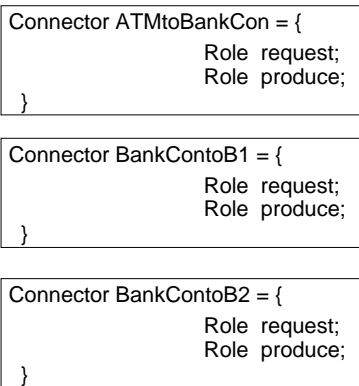 Connector ATMtoBankCon = {
Role request;
Role produce;
}
Connector BankContoB1 = {
Role request;
Role produce;
}
Connector BankContoB2 = {
Role request;
Role produce;
}